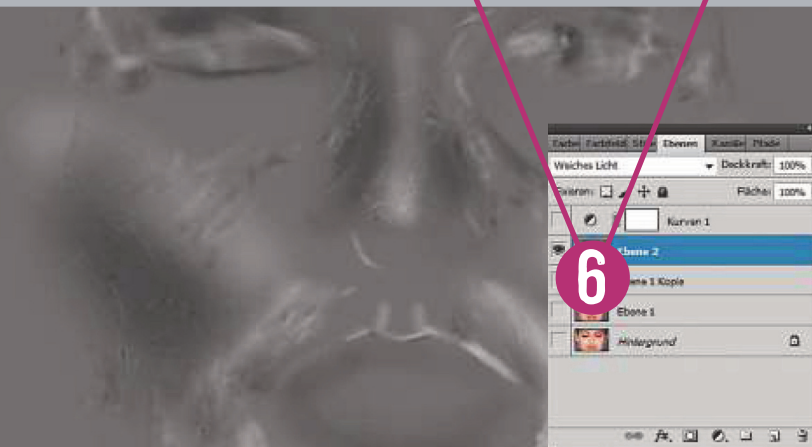 Farbe Farbfeld Stile Ebenen Kanäle Pfade
Weiches Licht Deckkraft: 100%
Fixieren: Fläche: 100%
Kurven 1
Ebene 2
6
Ebene 1 Kopie
Ebene 1
Hintergrund
fx.